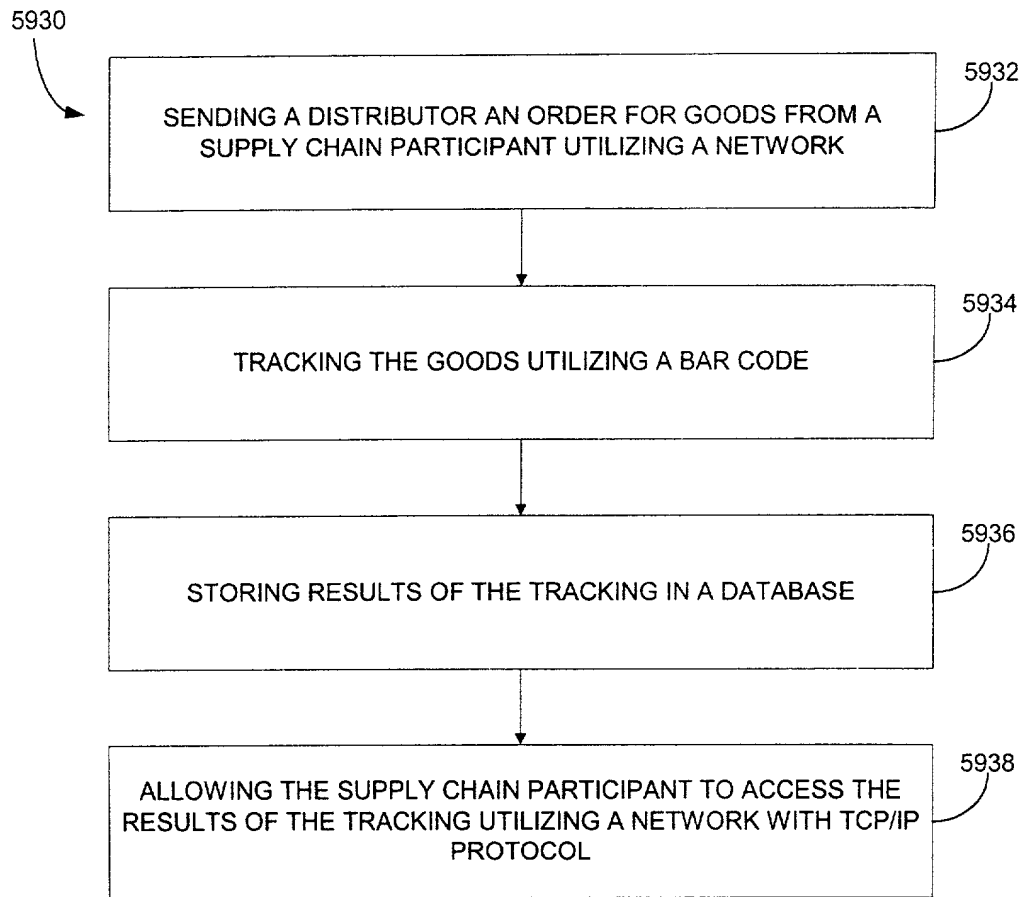 5930
5932
SENDING A DISTRIBUTOR AN ORDER FOR GOODS FROM A
SUPPLY CHAIN PARTICIPANT UTILIZING A NETWORK
5934
TRACKING THE GOODS UTILIZING A BAR CODE
5936
STORING RESULTS OF THE TRACKING IN A DATABASE
5938
ALLOWING THE SUPPLY CHAIN PARTICIPANT TO ACCESS THE
RESULTS OF THE TRACKING UTILIZING A NETWORK WITH TCP/IP
PROTOCOL